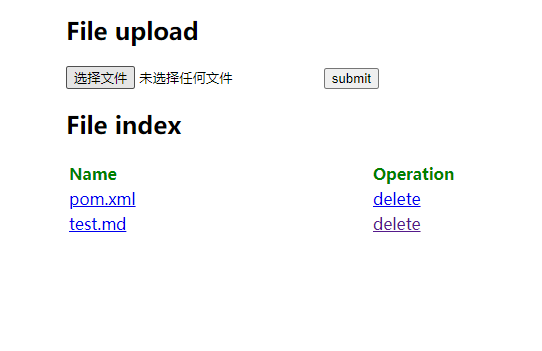 File upload
选择文件 未选择任何文件 submit
File index
Name Operation
pom.xml delete
test.md delete